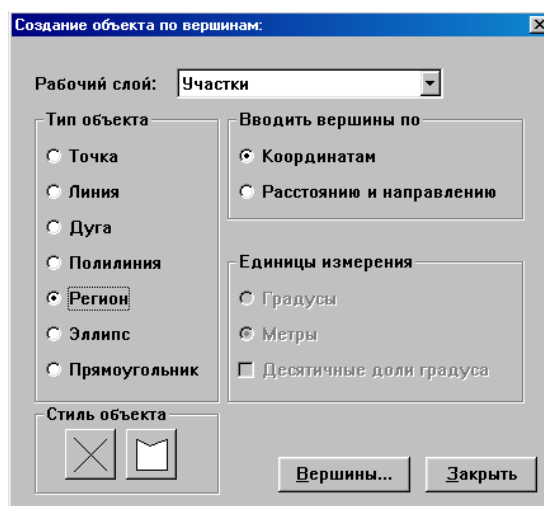 Создание объекта по вершинам:
Рабочий слой: Участки
Тип объекта
Точка
Линия
Дуга
Полилиния
Регион
Эллипс
Прямоугольник
Вводить вершины по
Координатам
Расстоянию и направлению
Единицы измерения
Градусы
Метры
Десятичные доли градуса
Стиль объекта
Вершины... Закрыть